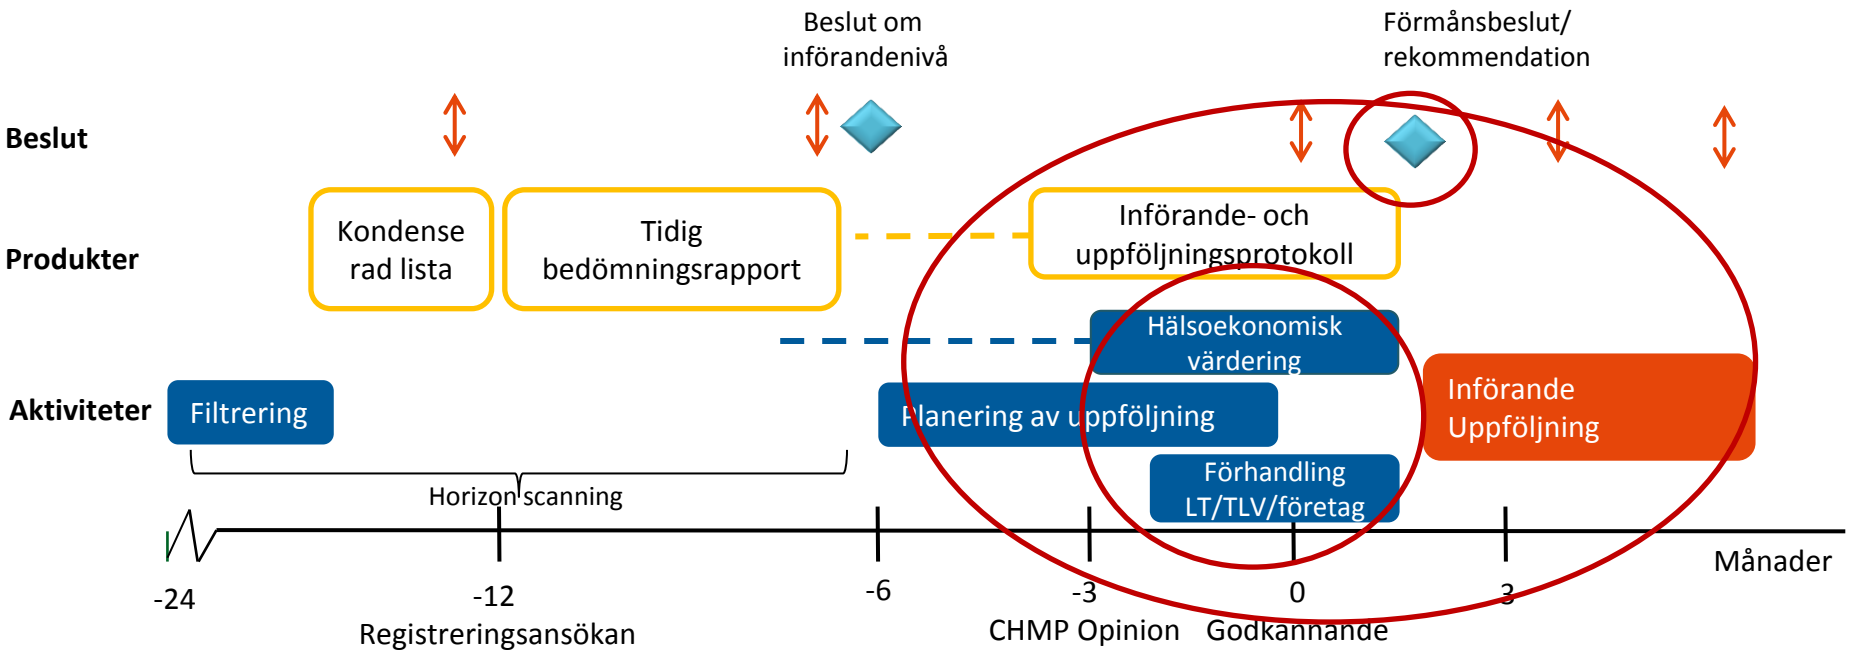 Beslut om
införandenivå
Förmånsbeslut/
rekommendation
Beslut
Produkter
Kondense
rad lista
Tidig
bedömningsrapport
Införande- och
uppföljningsprotokoll
Hälsoekonomisk
värdering
Aktiviteter
Filtrering
Planering av uppföljning
Införande
Uppföljning
Förhandling
LT/TLV/företag
Horizon scanning
Månader
-24
-12
-6
-3
0
3
Registreringsansökan
CHMP Opinion
Godkännande